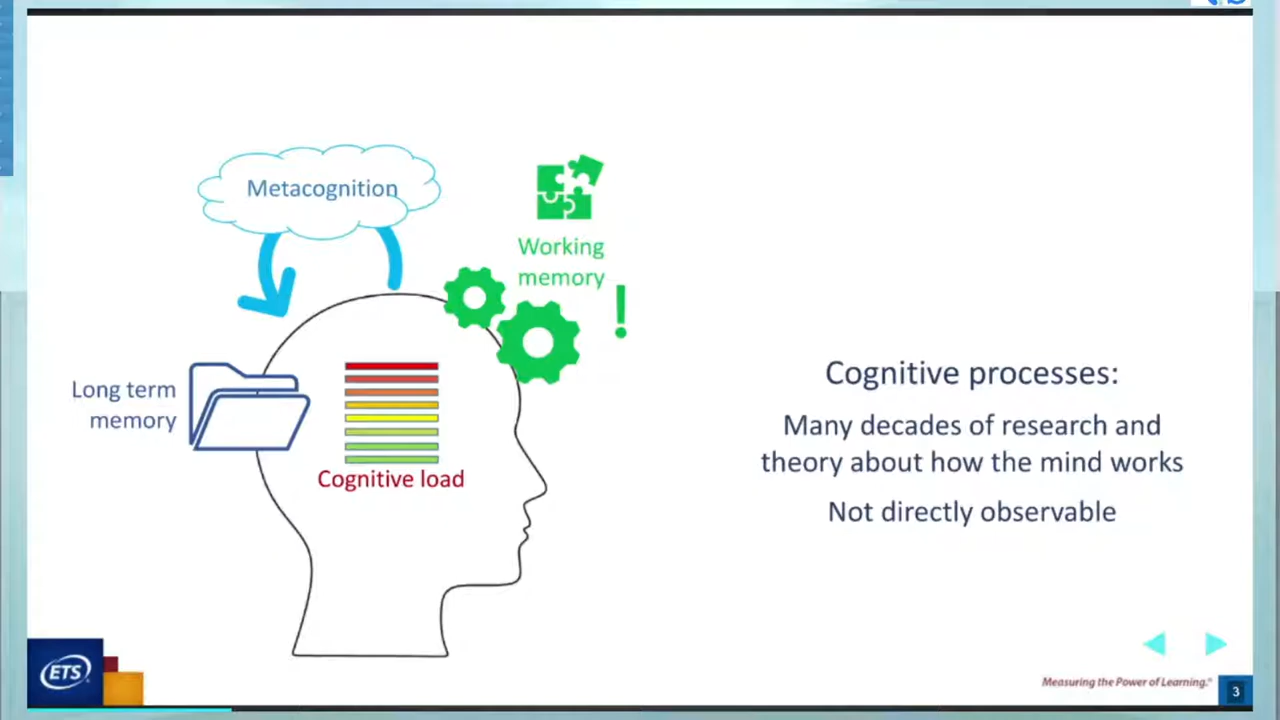 Metacognition
Working
memory
!
Long term
memory
Cognitive load
Cognitive processes:
Many decades of research and
theory about how the mind works
Not directly observable
ETS
Measuring the Power of Learning.®
3